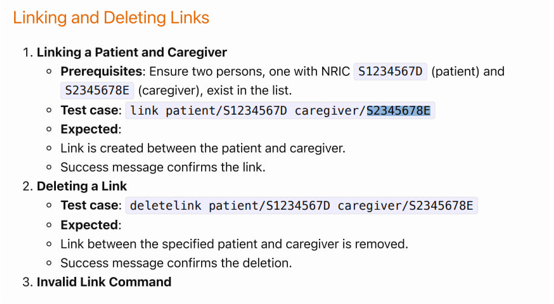 Linking and Deleting Links
1. Linking a Patient and Caregiver
Prerequisites: Ensure two persons, one with NRIC S1234567D (patient) and
S2345678E (caregiver), exist in the list.
Test case: link patient/S1234567D caregiver/S2345678E
Expected:
Link is created between the patient and caregiver.
Success message confirms the link.
2. Deleting a Link
Test case: deletelink patient/S1234567D caregiver/S2345678E
Expected:
Link between the specified patient and caregiver is removed.
Success message confirms the deletion.
3. Invalid Link Command